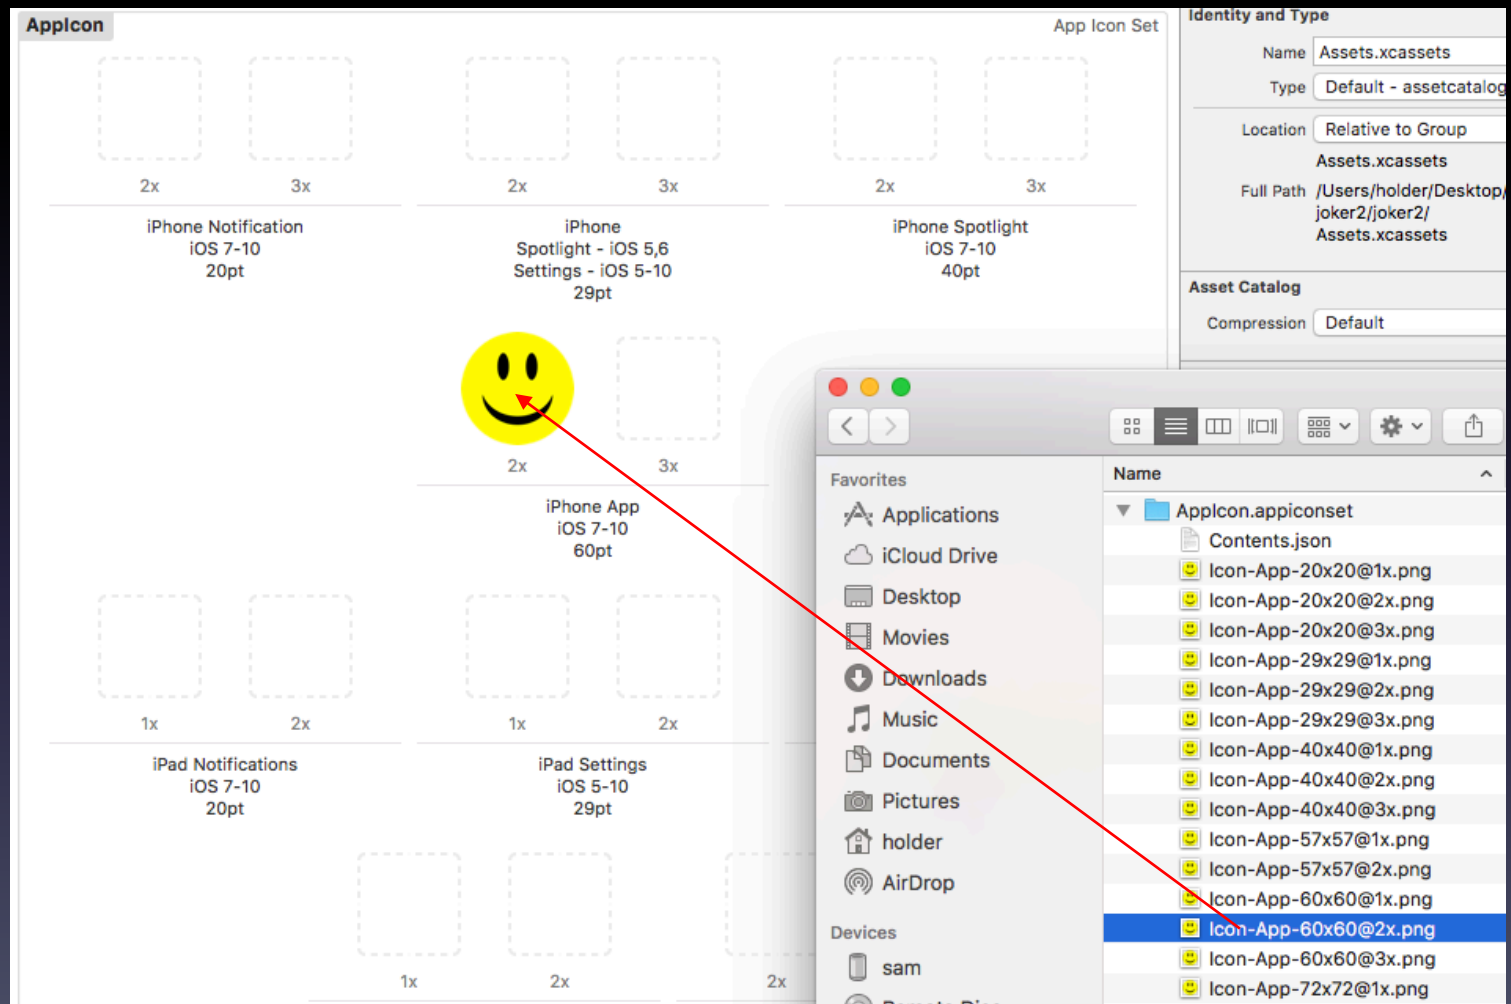 AppIcon
App Icon Set
2x 3x 2x 3x 2x 3x
iPhone Notification
iOS 7-10
20pt
iPhone
Spotlight - iOS 5,6
Settings - iOS 5-10
29pt
iPhone Spotlight
iOS 7-10
40pt
2x 3x
iPhone App
iOS 7-10
60pt
1x 2x 1x 2x
iPad Notifications
iOS 7-10
20pt
iPad Settings
iOS 5-10
29pt
1x 2x 2x
Identity and Type
Name Assets.xcassets
Type Default - assetcatalog
Location Relative to Group
Assets.xcassets
Full Path /Users/holder/Desktop/
joker2/joker2/
Assets.xcassets
Asset Catalog
Compression Default
Favorites
Applications
iCloud Drive
Desktop
Movies
Downloads
Music
Documents
Pictures
holder
AirDrop
Devices
sam
Name
AppIcon.appiconset
Contents.json
Icon-App-20x20@1x.png
Icon-App-20x20@2x.png
Icon-App-20x20@3x.png
Icon-App-29x29@1x.png
Icon-App-29x29@2x.png
Icon-App-29x29@3x.png
Icon-App-40x40@1x.png
Icon-App-40x40@2x.png
Icon-App-40x40@3x.png
Icon-App-57x57@1x.png
Icon-App-57x57@2x.png
Icon-App-60x60@1x.png
Icon-App-60x60@2x.png
Icon-App-60x60@3x.png
Icon-App-72x72@1x.png